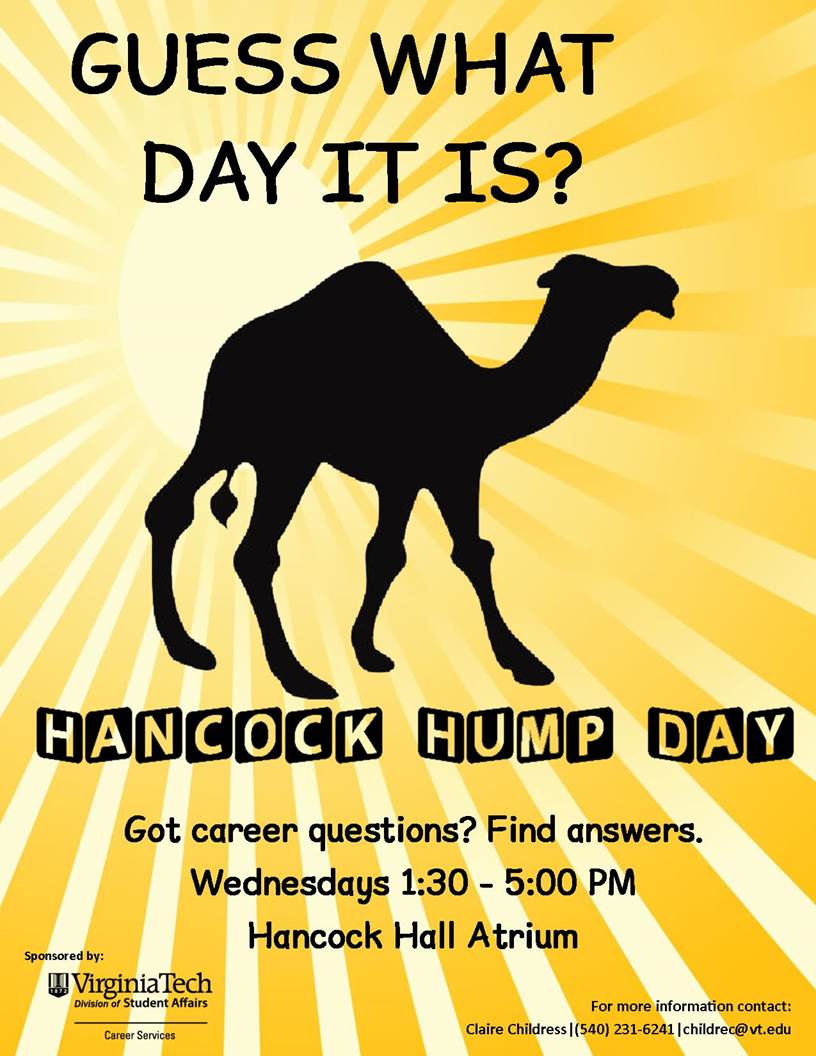 GUESS WHAT
DAY IT IS?
HANCOCK HUMP DAY
Got career questions? Find answers.
Wednesdays 1:30 - 5:00 PM
Hancock Hall Atrium
Sponsored by:
1872
VirginiaTech
Division of Student Affairs
Career Services
For more information contact:
Claire Childress|(540) 231-6241|childrec@vt.edu